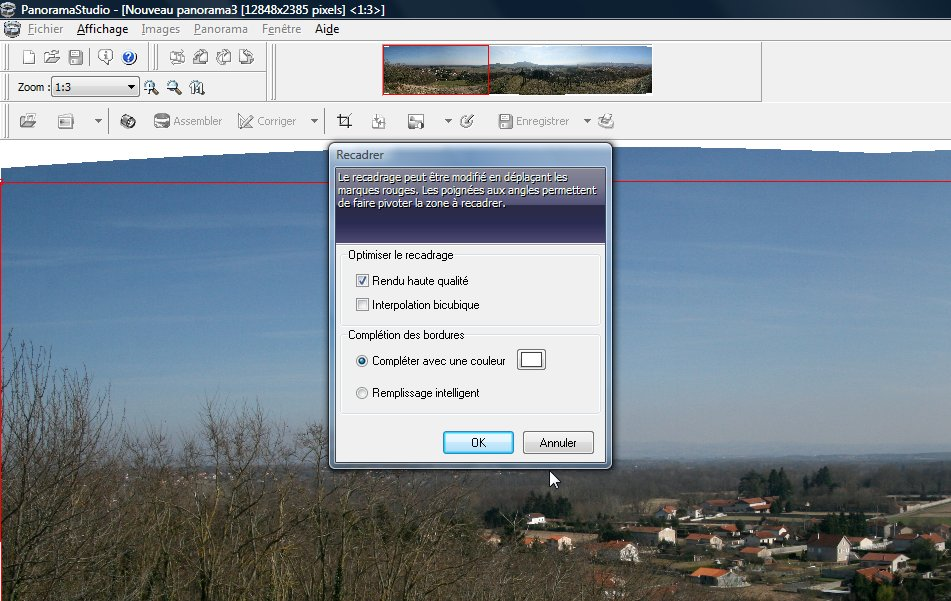 PanoramaStudio - [Nouveau panorama3 [12848x2385 pixels] <1:3>]
Fichier Affichage Images Panorama Fenêtre Aide
Zoom : 1:3
Assembler Corriger Enregistrer
Recadrer
Le recadrage peut être modifié en déplaçant les
marques rouges. Les poignées aux angles permettent
de faire pivoter la zone à recadrer.
Optimiser le recadrage
Rendu haute qualité
Interpolation bicubique
Complétion des bordures
Compléter avec une couleur
Remplissage intelligent
OK Annuler